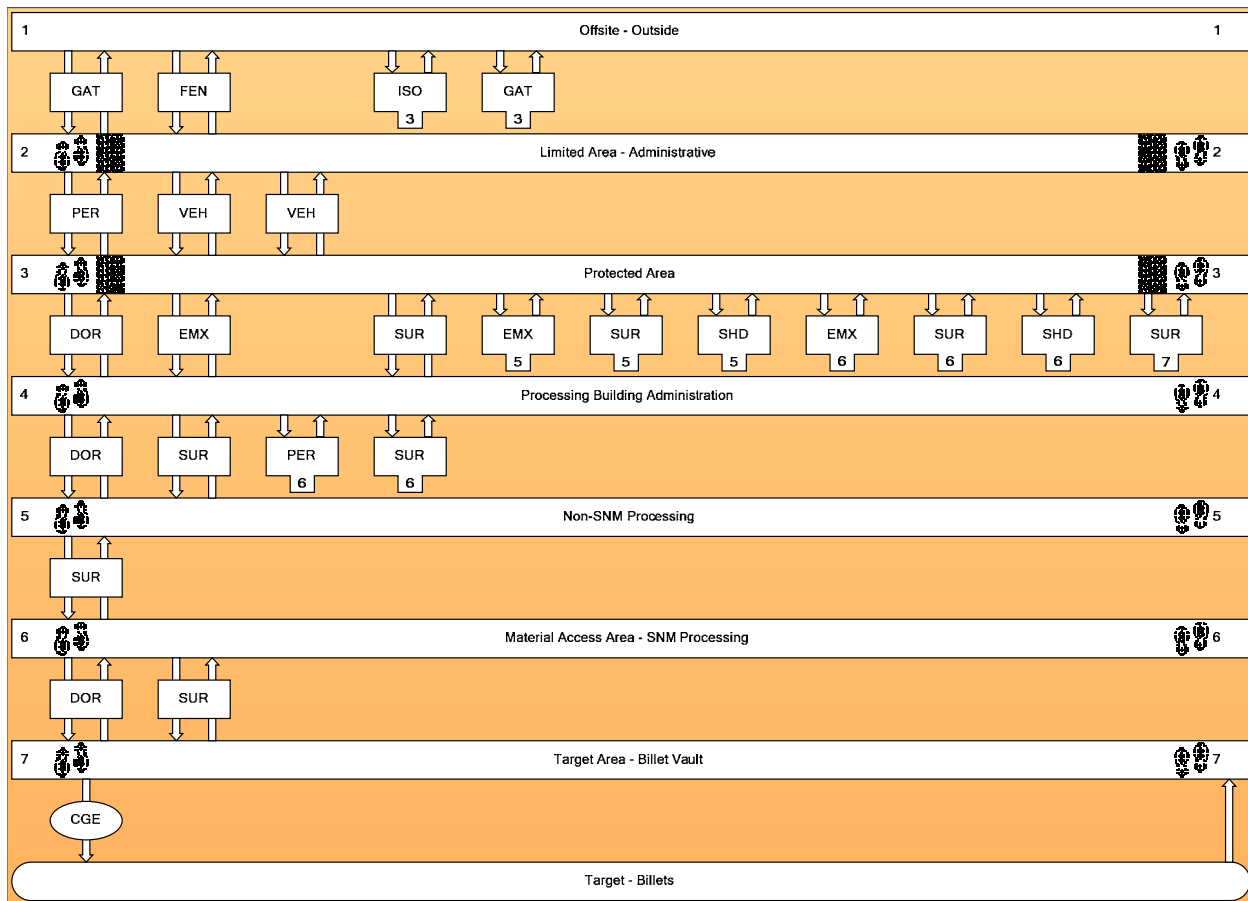 1 Offsite - Outside 1
GAT FEN ISO GAT
3 3
2 Limited Area - Administrative 2
PER VEH VEH
3 Protected Area 3
DOR EMX SUR EMX SUR SHD EMX SUR SHD SUR
5 5 5 6 6 6 7
4 Processing Building Administration 4
DOR SUR PER SUR
6 6
5 Non-SNM Processing 5
SUR
6 Material Access Area - SNM Processing 6
DOR SUR
7 Target Area - Billet Vault 7
CGE
Target - Billets